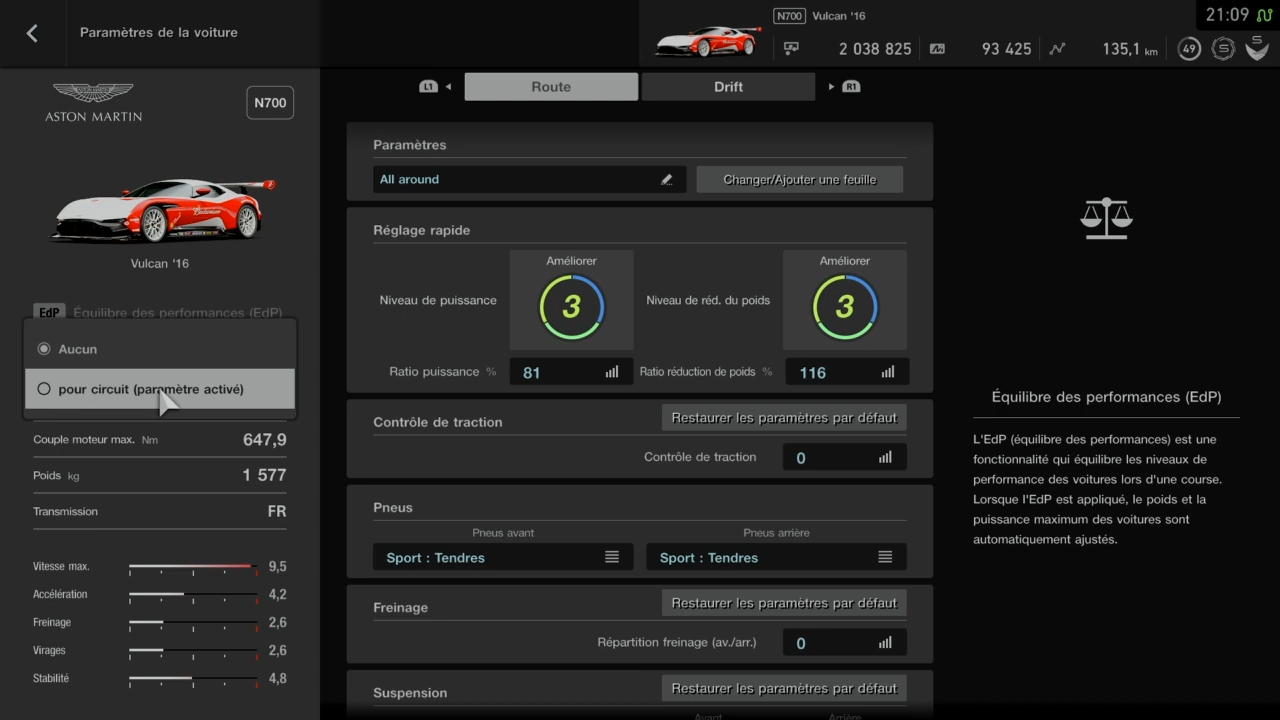 Paramètres de la voiture
N700 Vulcan '16
2 038 825
93 425
135,1 km
49
S
S
21:09
L1
Route
Drift
R1
ASTON MARTIN
N700
Vulcan '16
EdP Équilibre des performances (EdP)
Aucun
pour circuit (paramètre activé)
Couple moteur max. Nm 647,9
Poids kg 1 577
Transmission FR
Vitesse max. 9,5
Accélération 4,2
Freinage 2,6
Virages 2,6
Stabilité 4,8
Paramètres
All around
Changer/Ajouter une feuille
Réglage rapide
Améliorer
Améliorer
Niveau de puissance 3
Niveau de réd. du poids 3
Ratio puissance % 81
Ratio réduction de poids % 116
Contrôle de traction
Restaurer les paramètres par défaut
Contrôle de traction 0
Pneus
Pneus avant
Pneus arrière
Sport : Tendres
Sport : Tendres
Freinage
Restaurer les paramètres par défaut
Répartition freinage (av./arr.) 0
Suspension
Restaurer les paramètres par défaut
Avant
Arrière
Équilibre des performances (EdP)
L'EdP (équilibre des performances) est une
fonctionnalité qui équilibre les niveaux de
performance des voitures lors d'une course.
Lorsque l'EdP est appliqué, le poids et la
puissance maximum des voitures sont
automatiquement ajustés.